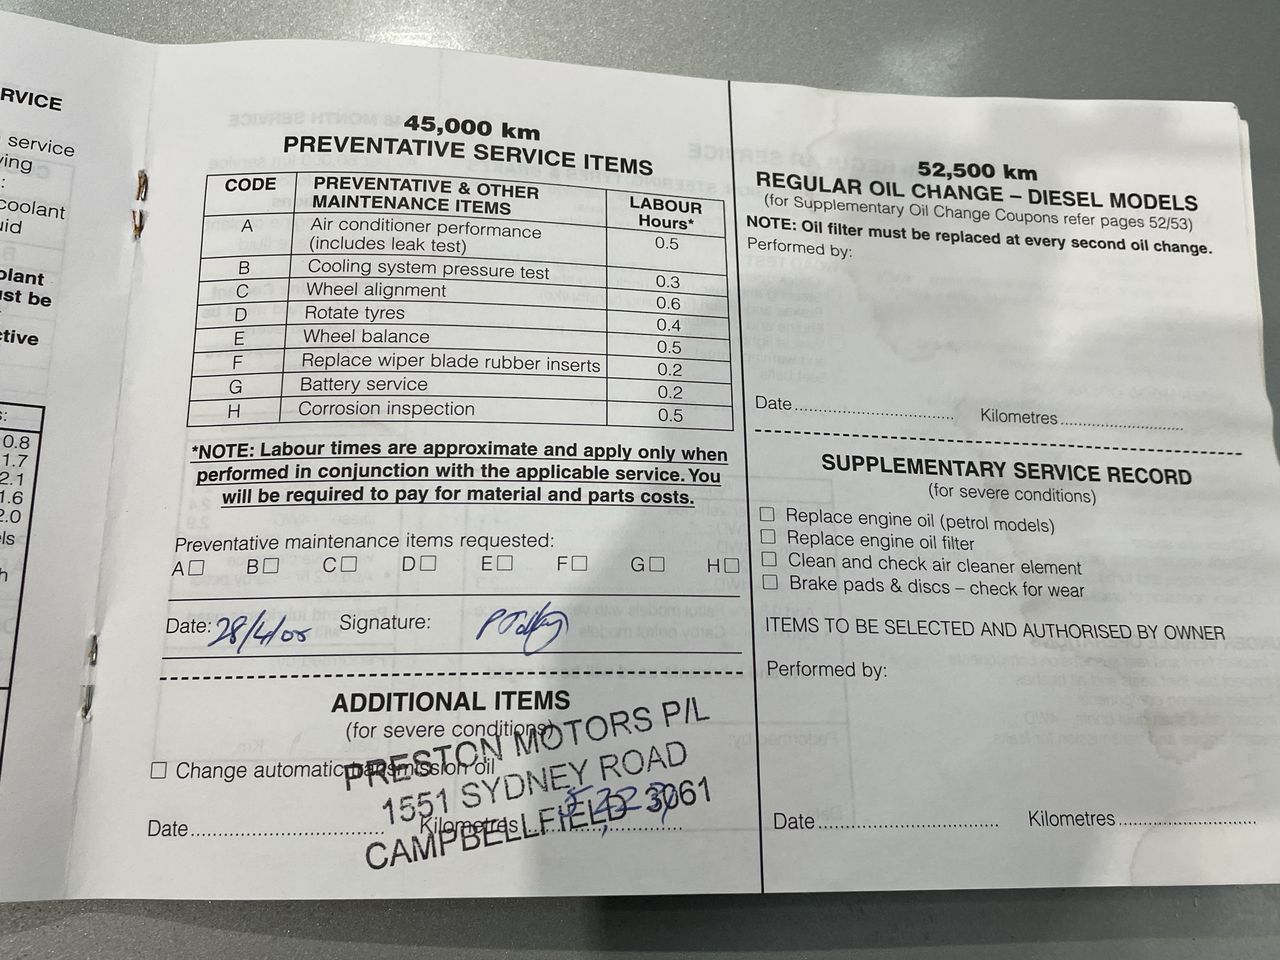 RVICE
service
ving
:
coolant
uid
olant
ust be
ctive
s:
0.8
1.7
2.1
1.6
2.0
els
h
45,000 km
PREVENTATIVE SERVICE ITEMS
CODE PREVENTATIVE & OTHER MAINTENANCE ITEMS LABOUR Hours*
A Air conditioner performance (includes leak test) 0.5
B Cooling system pressure test 0.3
C Wheel alignment 0.6
D Rotate tyres 0.4
E Wheel balance 0.5
F Replace wiper blade rubber inserts 0.2
G Battery service 0.2
H Corrosion inspection 0.5
*NOTE: Labour times are approximate and apply only when
performed in conjunction with the applicable service. You
will be required to pay for material and parts costs.
Preventative maintenance items requested:
A☐ B☐ C☐ D☐ E☐ F☐ G☐ H☐
Date: 28/4/00 Signature:
ADDITIONAL ITEMS
(for severe conditions)
☐ Change automatic transmission oil
Date.............................. Kilometres..............................
PRESTON MOTORS P/L
1551 SYDNEY ROAD
CAMPBELLFIELD 3061
52,500 km
REGULAR OIL CHANGE – DIESEL MODELS
(for Supplementary Oil Change Coupons refer pages 52/53)
NOTE: Oil filter must be replaced at every second oil change.
Performed by:
Date.............................. Kilometres..............................
SUPPLEMENTARY SERVICE RECORD
(for severe conditions)
☐ Replace engine oil (petrol models)
☐ Replace engine oil filter
☐ Clean and check air cleaner element
☐ Brake pads & discs – check for wear
ITEMS TO BE SELECTED AND AUTHORISED BY OWNER
Performed by:
Date.............................. Kilometres..............................